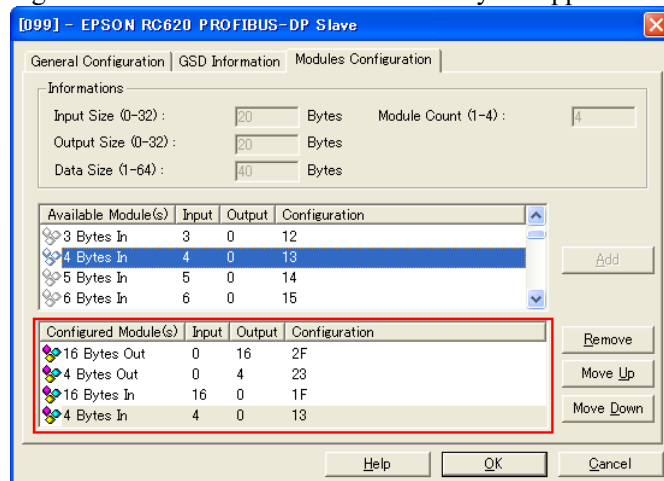 [099] - EPSON RC620 PROFIBUS-DP Slave
General Configuration GSD Information Modules Configuration
Informations
Input Size (0-32) : 20 Bytes Module Count (1-4) : 4
Output Size (0-32) : 20 Bytes
Data Size (1-64) : 40 Bytes
Available Module(s) Input Output Configuration
3 Bytes In 3 0 12
4 Bytes In 4 0 13
5 Bytes In 5 0 14
6 Bytes In 6 0 15
Add
Configured Module(s) Input Output Configuration
16 Bytes Out 0 16 2F
4 Bytes Out 0 4 23
16 Bytes In 16 0 1F
4 Bytes In 4 0 13
Remove
Move Up
Move Down
Help OK Cancel